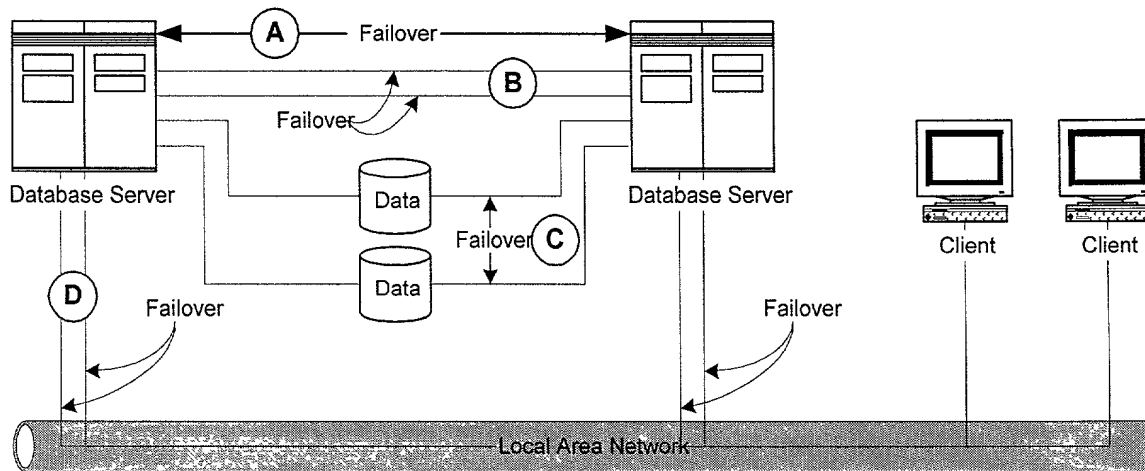 A Failover
B
Failover
Database Server
Database Server
Data
Failover C
Data
Client
Client
D
Failover
Failover
Local Area Network